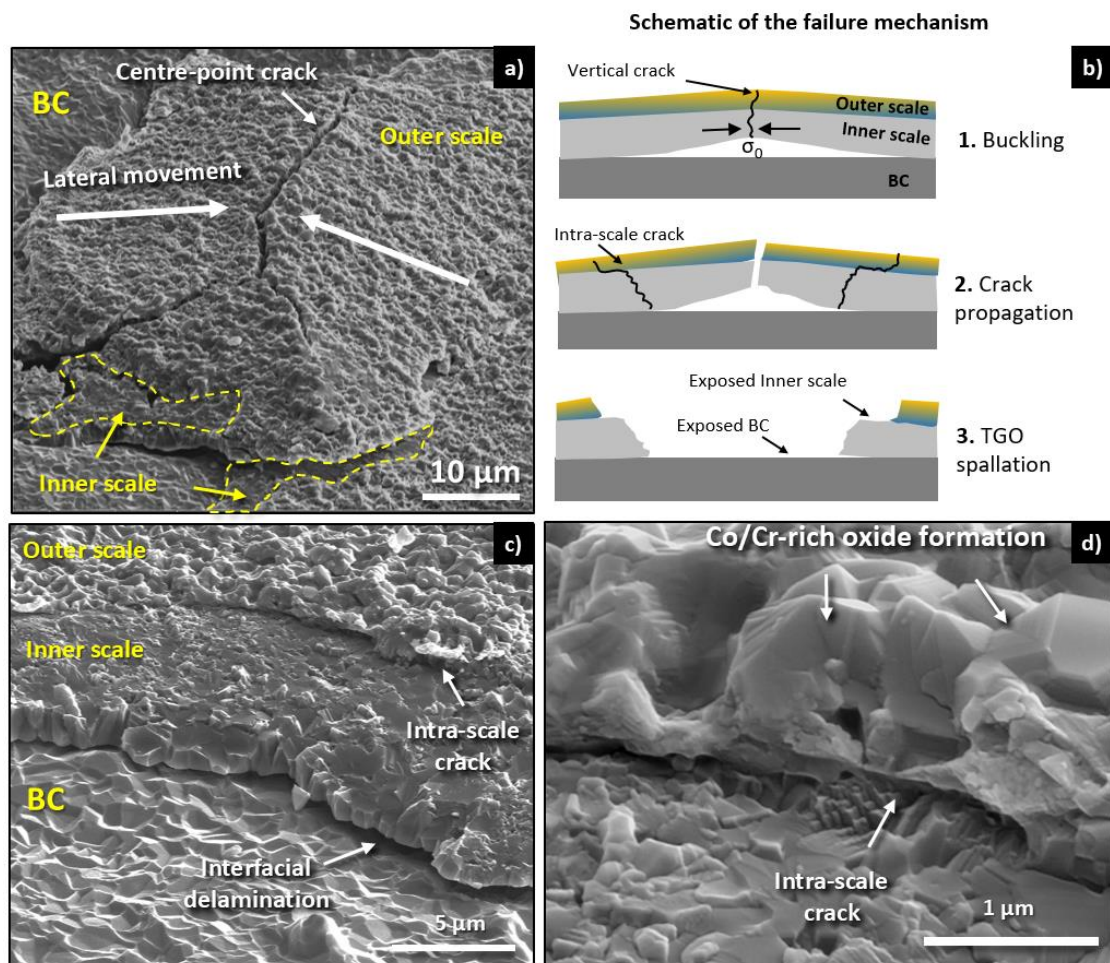 Schematic of the failure mechanism
a)
Centre-point crack
BC
Outer scale
Lateral movement
Inner scale
10 μm
b)
Vertical crack
Outer scale
Inner scale
σ0
BC
1. Buckling
Intra-scale crack
2. Crack
propagation
Exposed Inner scale
Exposed BC
3. TGO
spallation
c)
Outer scale
Inner scale
Intra-scale
crack
BC
Interfacial
delamination
5 μm
d)
Co/Cr-rich oxide formation
Intra-scale
crack
1 μm